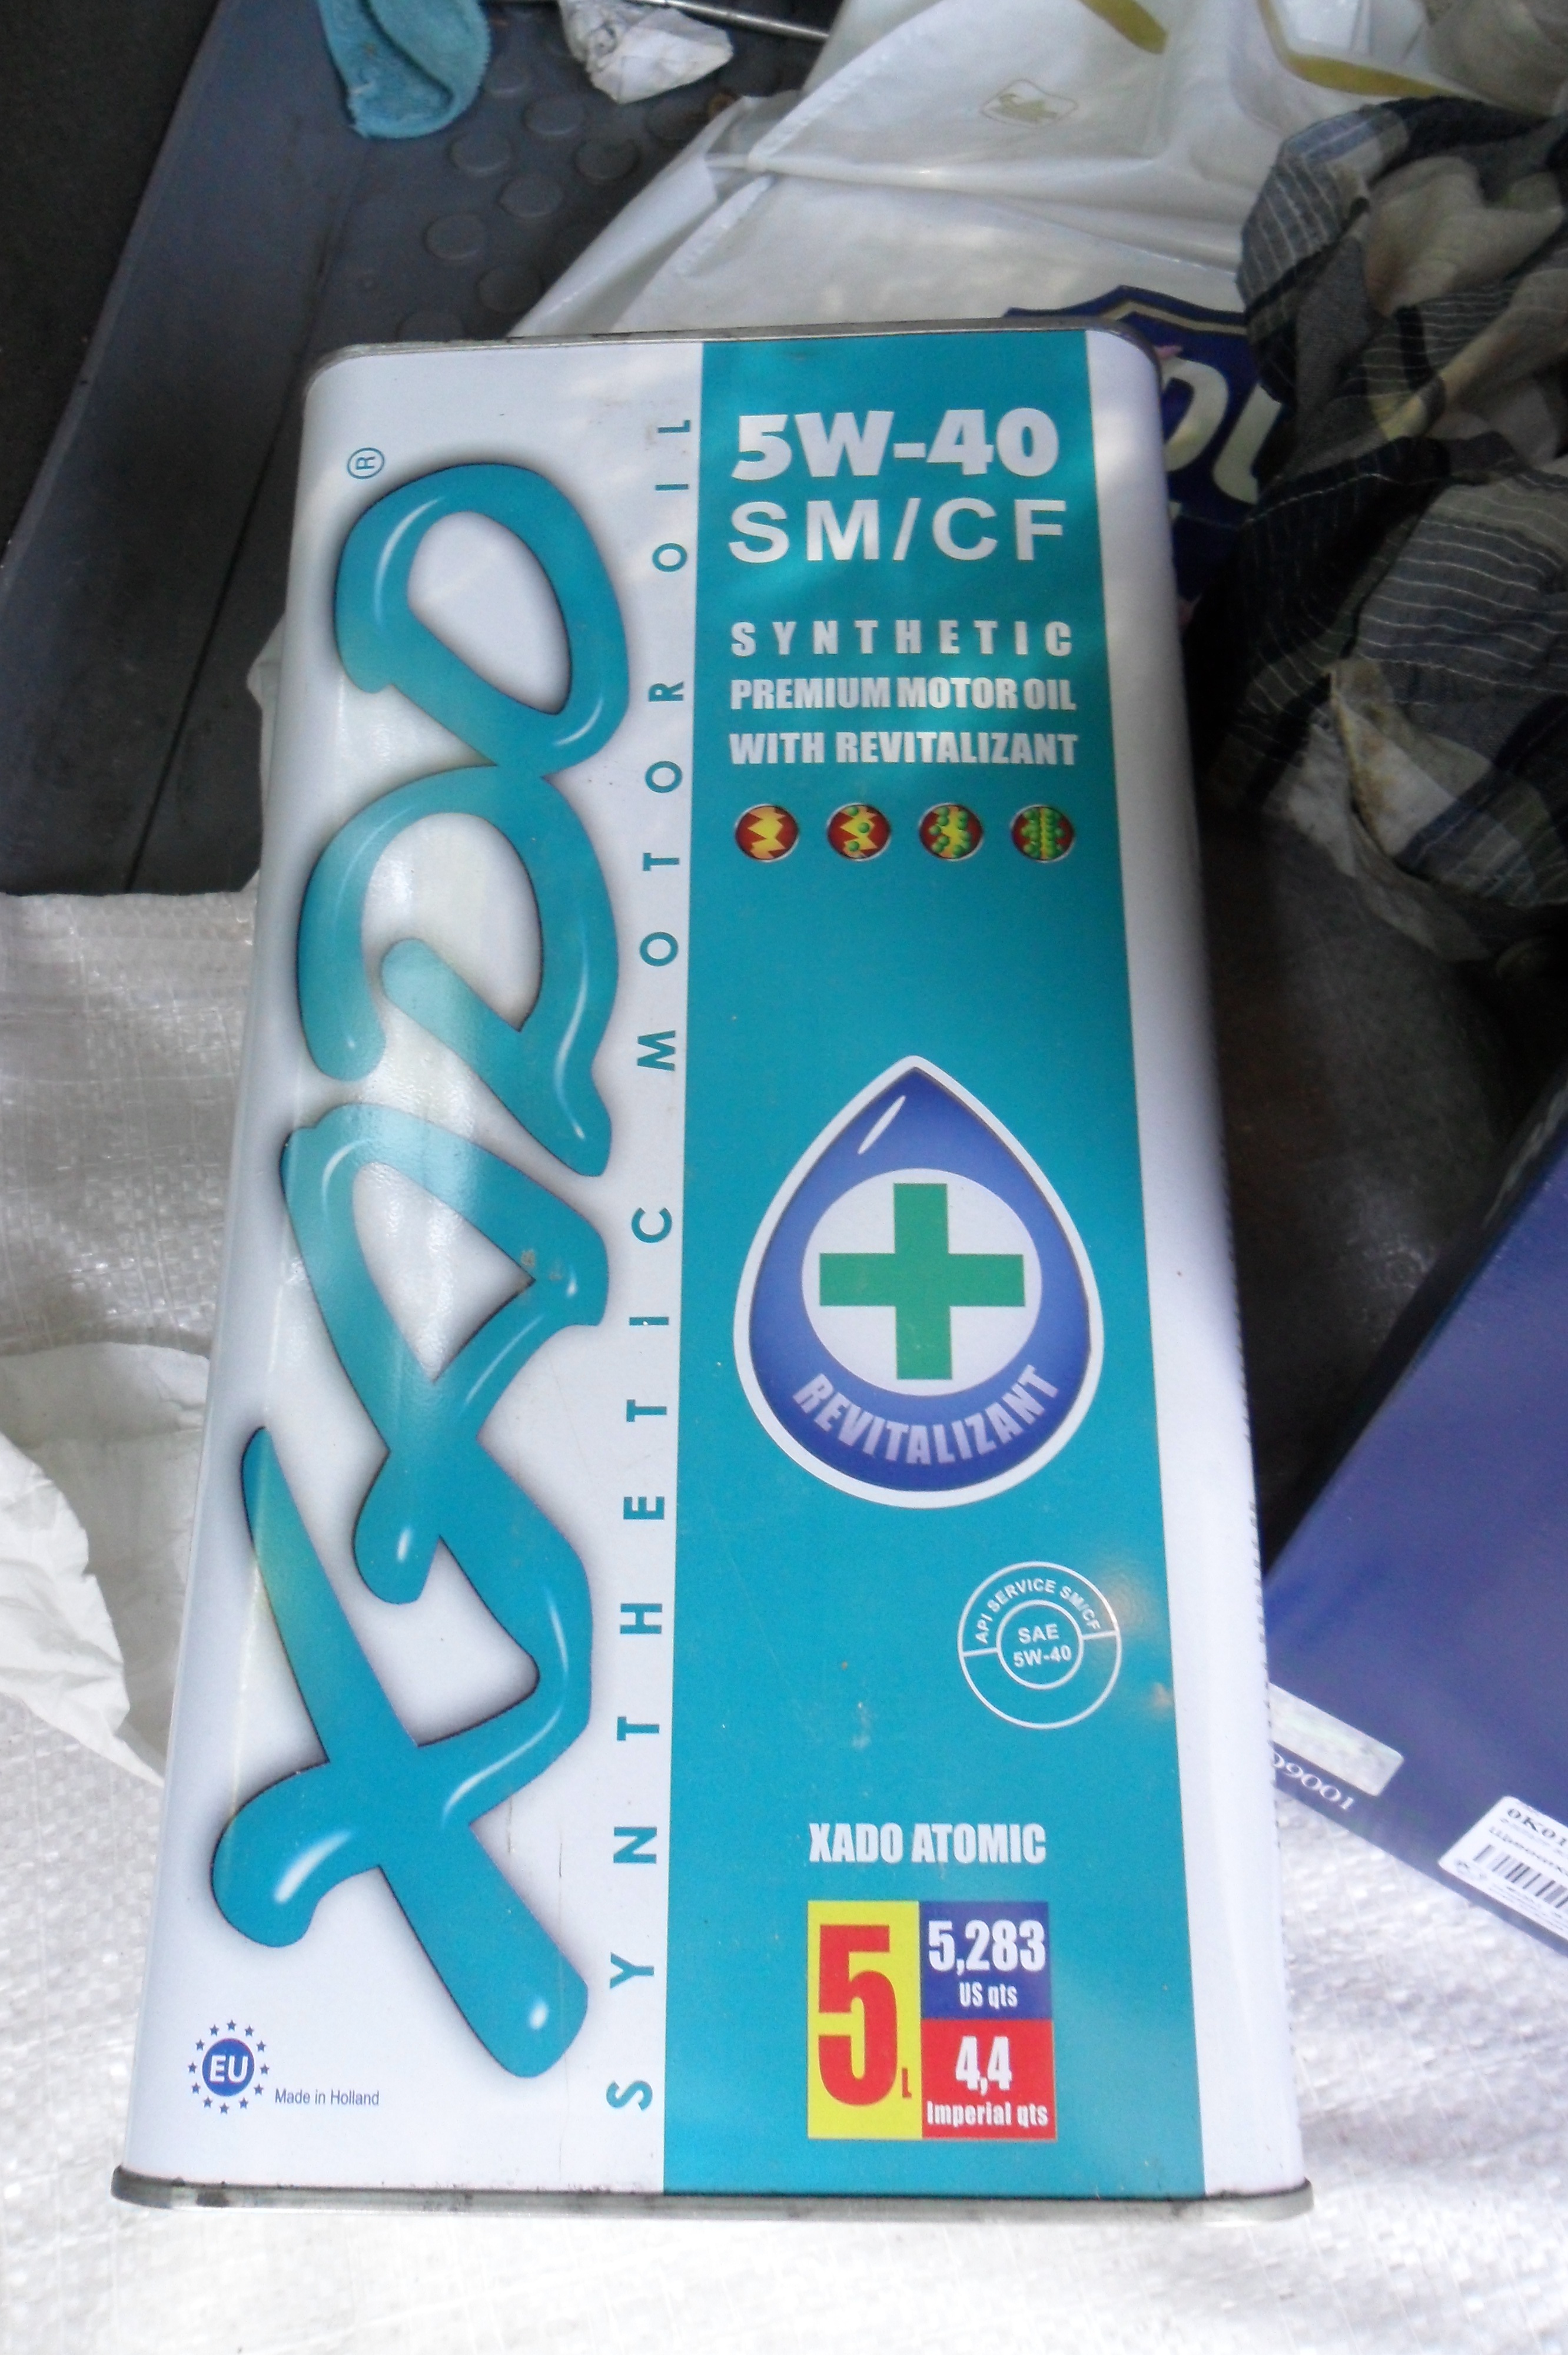 XADO
®
SYNTHETIC MOTOR OIL
5W-40
SM/CF
SYNTHETIC
PREMIUM MOTOR OIL
WITH REVITALIZANT
REVITALIZANT
API SERVICE SM/CF
SAE
5W-40
XADO ATOMIC
5L
5,283
US qts
4,4
Imperial qts
EU
Made in Holland
09001